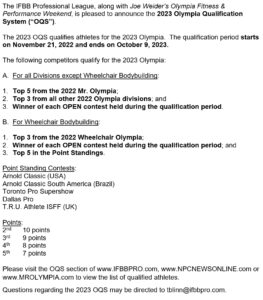 The IFBB Professional League, along with Joe Weider's Olympia Fitness &
Performance Weekend, is pleased to announce the 2023 Olympia Qualification
System ("OQS").
The 2023 OQS qualifies athletes for the 2023 Olympia. The qualification period starts
on November 21, 2022 and ends on October 9, 2023.
The following competitors qualify for the 2023 Olympia:
A. For all Divisions except Wheelchair Bodybuilding:
1. Top 5 from the 2022 Mr. Olympia;
2. Top 3 from all other 2022 Olympia divisions; and
3. Winner of each OPEN contest held during the qualification period.
B. For Wheelchair Bodybuilding:
1. Top 3 from the 2022 Wheelchair Olympia;
2. Winner of each OPEN contest held during the qualification period; and
3. Top 5 in the Point Standings.
Point Standing Contests:
Arnold Classic (USA)
Arnold Classic South America (Brazil)
Toronto Pro Supershow
Dallas Pro
T.R.U. Athlete ISFF (UK)
Points:
2nd 10 points
3rd 9 points
4th 8 points
5th 7 points
Please visit the OQS section of www.IFBBPRO.com, www.NPCNEWSONLINE.com or
www.MROLYMPIA.com to view the list of qualified athletes.
Questions regarding the 2023 OQS may be directed to tblinn@ifbbpro.com.